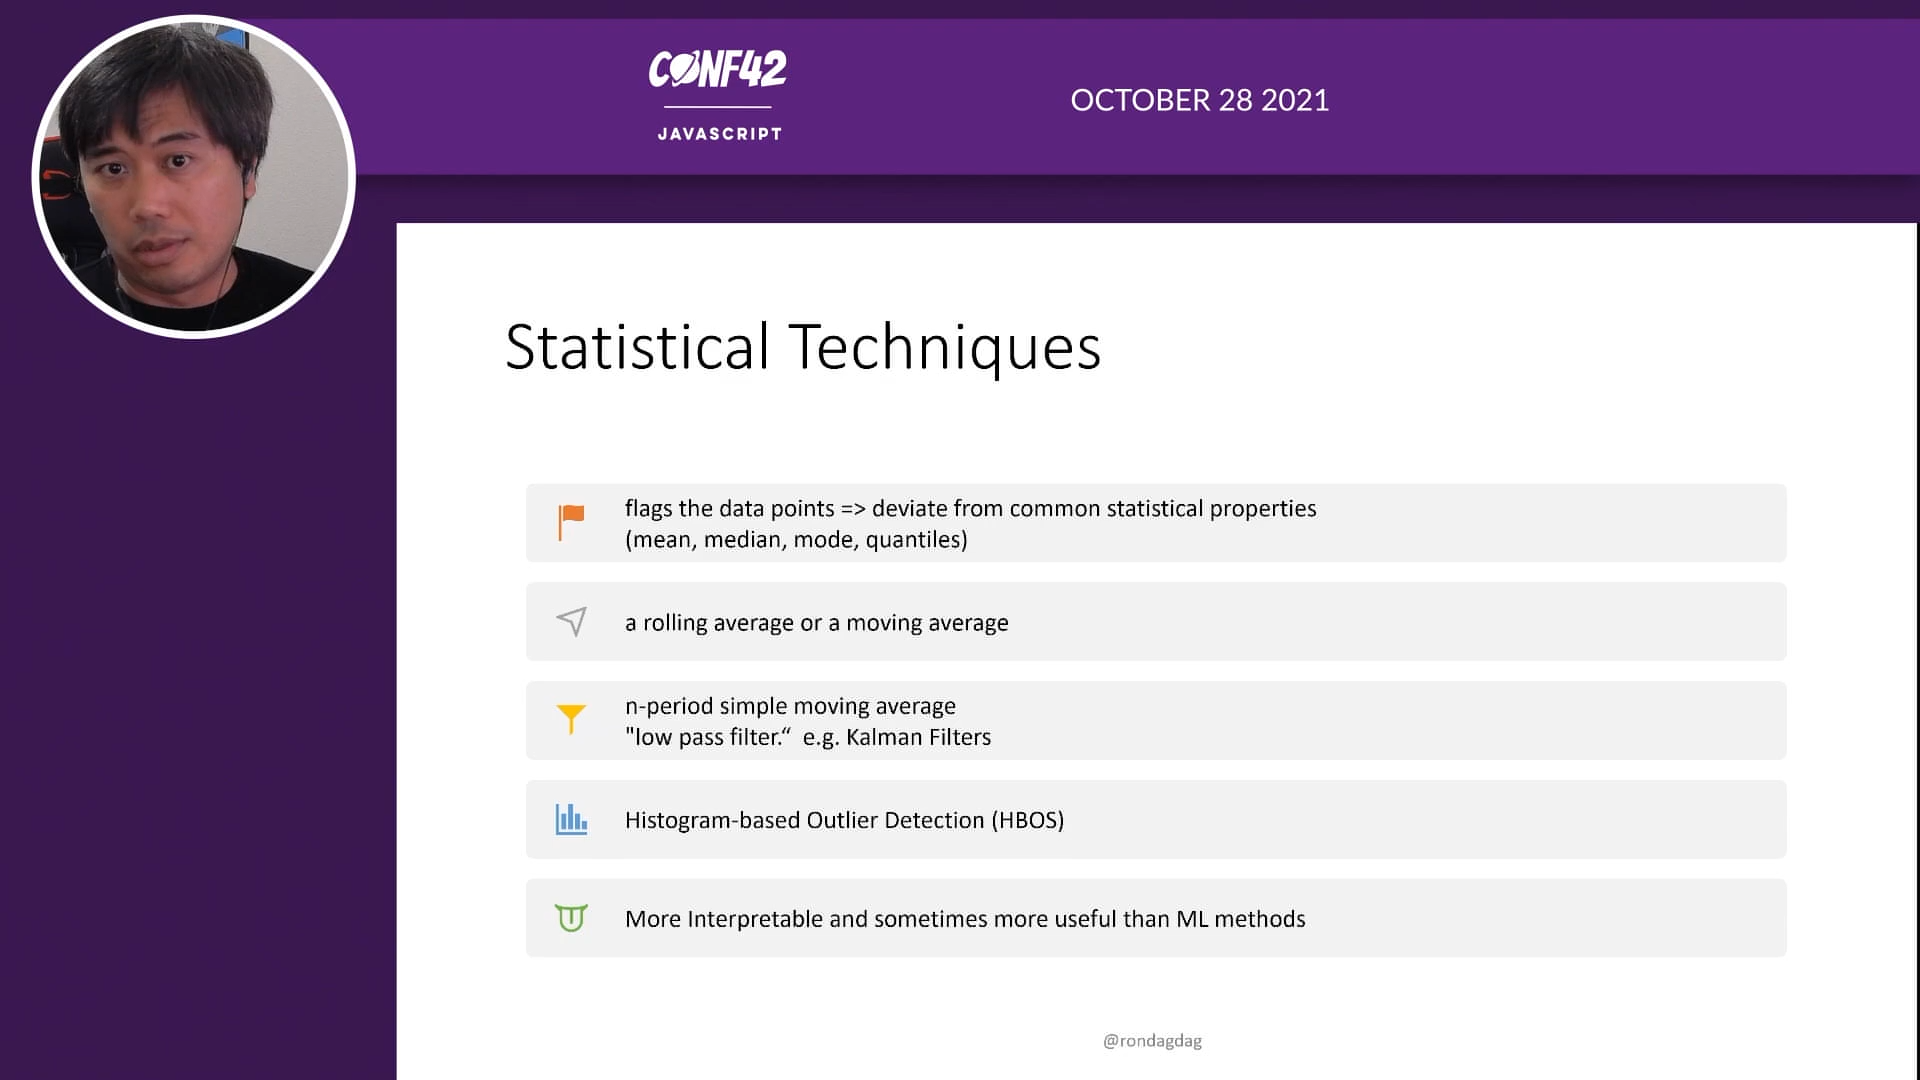 CONF42
JAVASCRIPT
OCTOBER 28 2021
Statistical Techniques
flags the data points => deviate from common statistical properties
(mean, median, mode, quantiles)
a rolling average or a moving average
n-period simple moving average
"low pass filter.“  e.g. Kalman Filters
Histogram-based Outlier Detection (HBOS)
More Interpretable and sometimes more useful than ML methods
@rondagdag